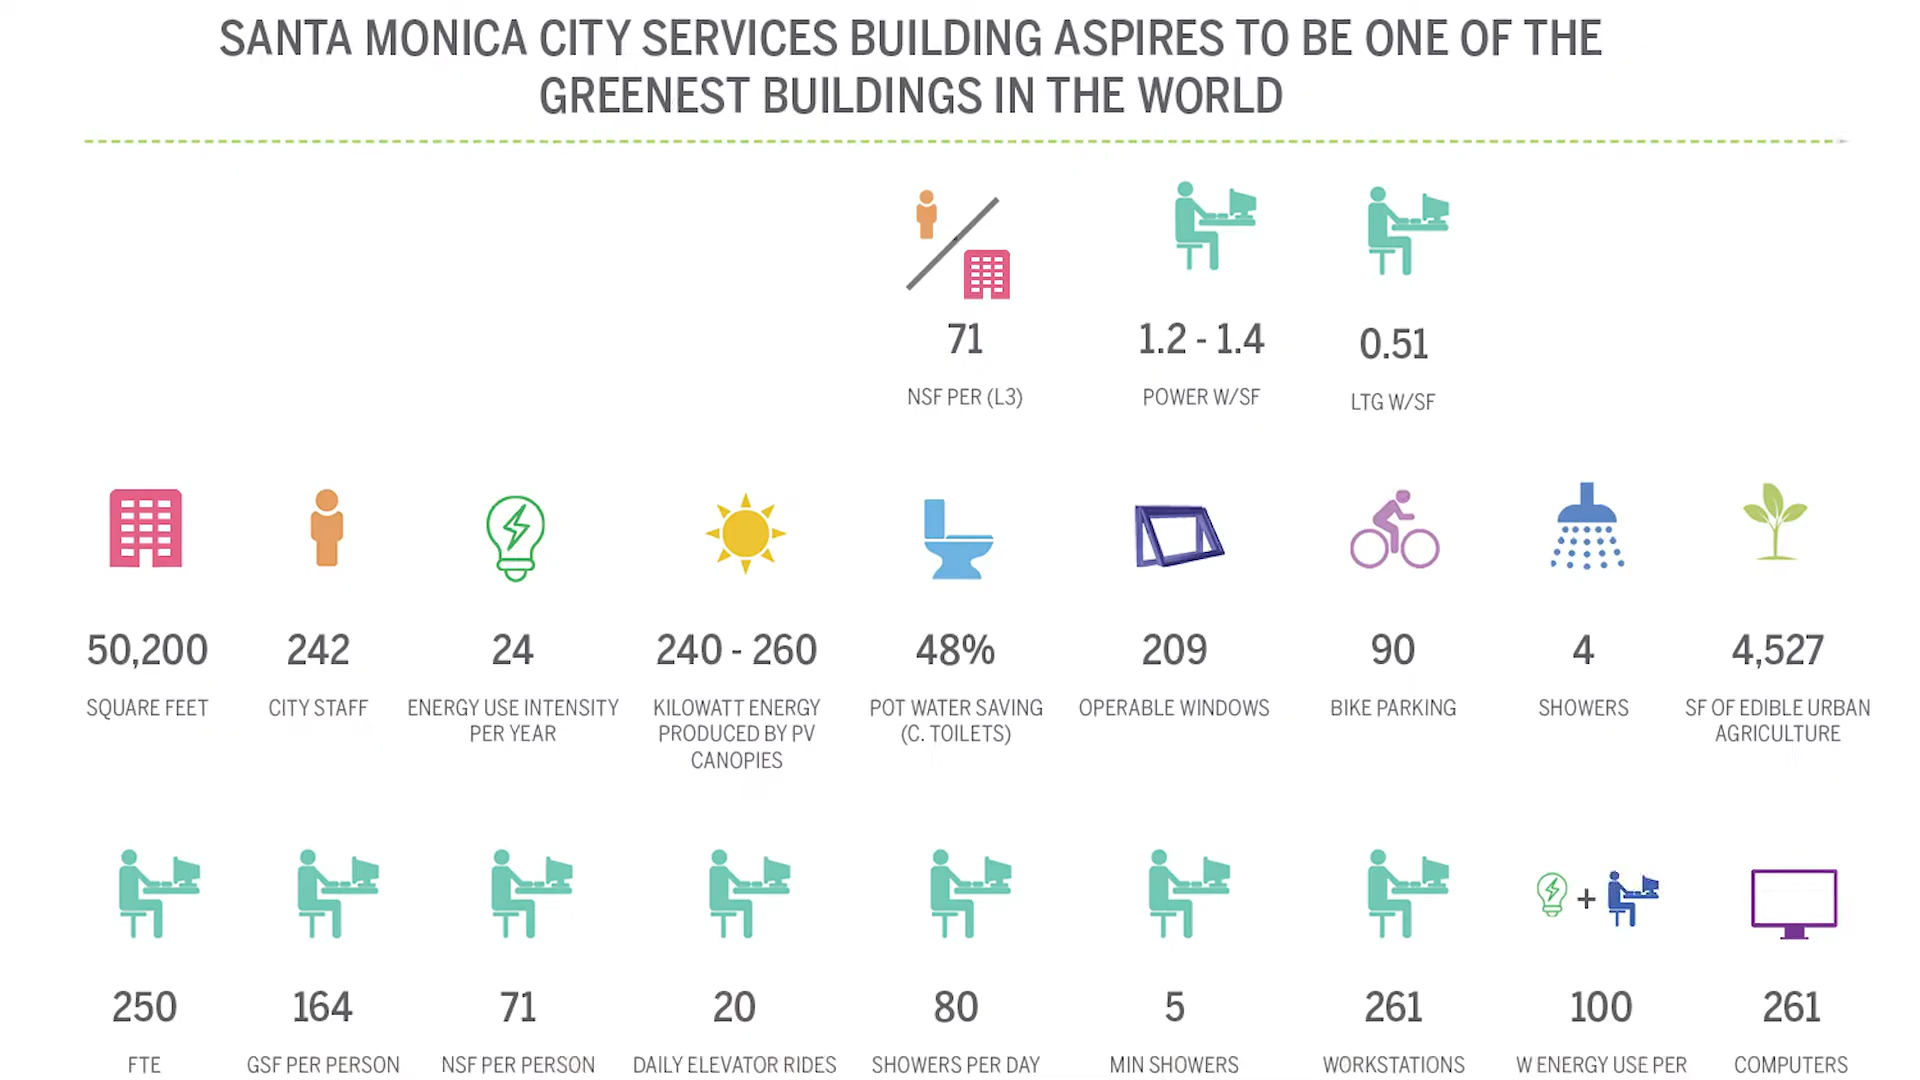 SANTA MONICA CITY SERVICES BUILDING ASPIRES TO BE ONE OF THE
GREENEST BUILDINGS IN THE WORLD
71
NSF PER (L3)
1.2 - 1.4
POWER W/SF
0.51
LTG W/SF
50,200
SQUARE FEET
242
CITY STAFF
24
ENERGY USE INTENSITY
PER YEAR
240 - 260
KILOWATT ENERGY
PRODUCED BY PV
CANOPIES
48%
POT WATER SAVING
(C. TOILETS)
209
OPERABLE WINDOWS
90
BIKE PARKING
4
SHOWERS
4,527
SF OF EDIBLE URBAN
AGRICULTURE
250
FTE
164
GSF PER PERSON
71
NSF PER PERSON
20
DAILY ELEVATOR RIDES
80
SHOWERS PER DAY
5
MIN SHOWERS
261
WORKSTATIONS
100
W ENERGY USE PER
261
COMPUTERS